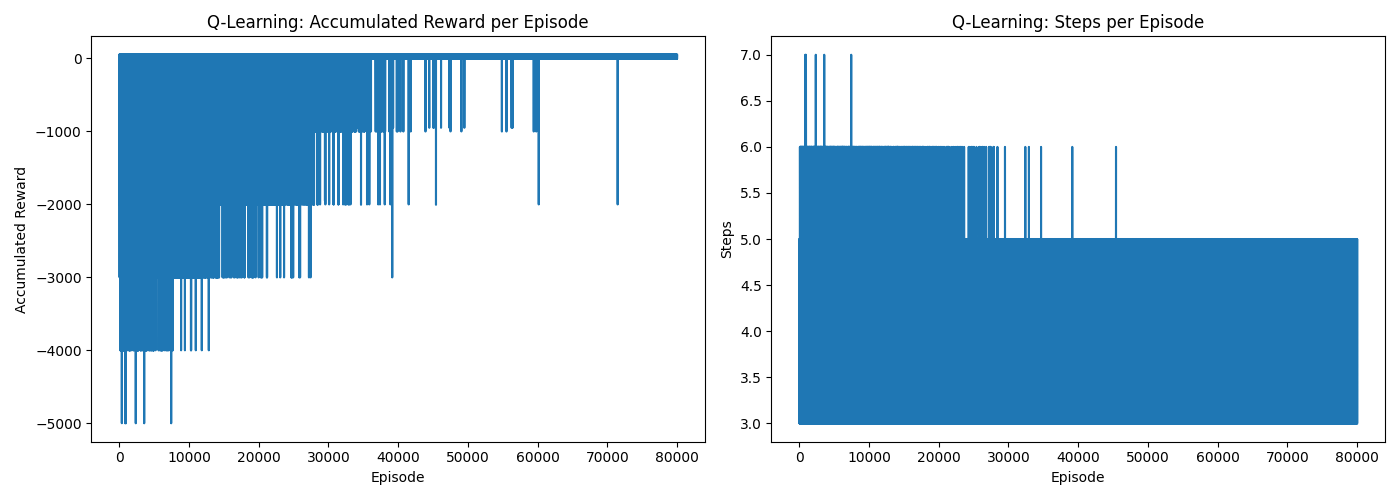 Q-Learning: Accumulated Reward per Episode
Accumulated Reward
0
−1000
−2000
−3000
−4000
−5000
0 10000 20000 30000 40000 50000 60000 70000 80000
Episode
Q-Learning: Steps per Episode
Steps
7.0
6.5
6.0
5.5
5.0
4.5
4.0
3.5
3.0
0 10000 20000 30000 40000 50000 60000 70000 80000
Episode